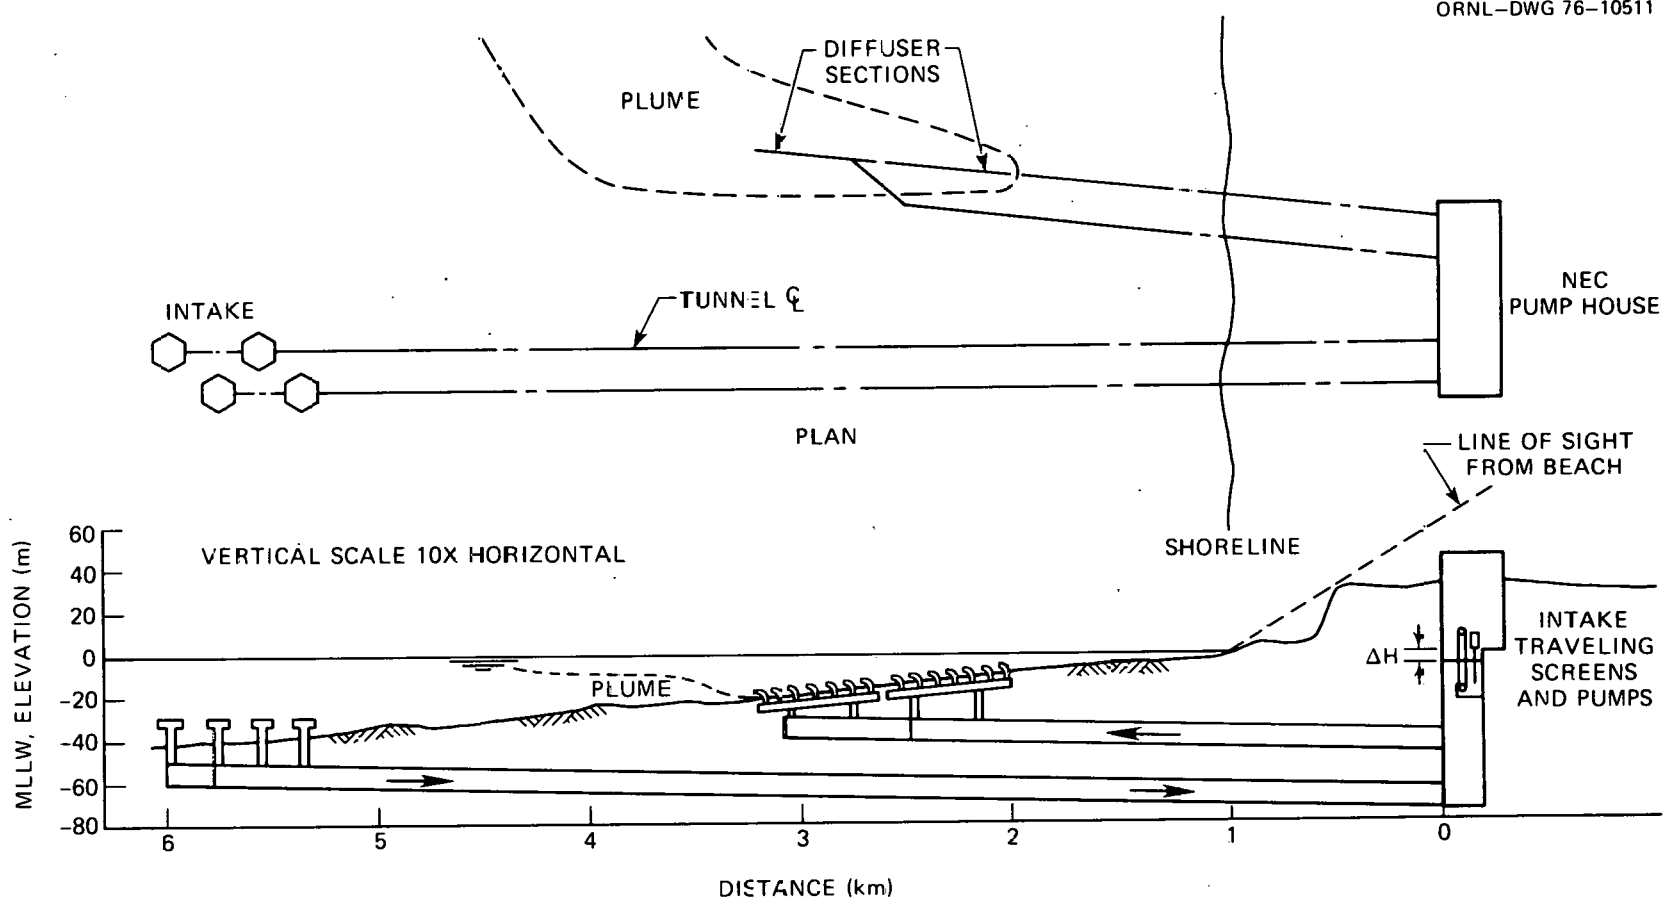 ORNL-DWG 76-10511
DIFFUSER
SECTIONS
PLUME
INTAKE
TUNNEL ℄
NEC
PUMP HOUSE
PLAN
LINE OF SIGHT
FROM BEACH
SHORELINE
VERTICAL SCALE 10X HORIZONTAL
MLLW, ELEVATION (m)
60
40
20
0
-20
-40
-60
-80
PLUME
ΔH
INTAKE
TRAVELING
SCREENS
AND PUMPS
6 5 4 3 2 1 0
DISTANCE (km)